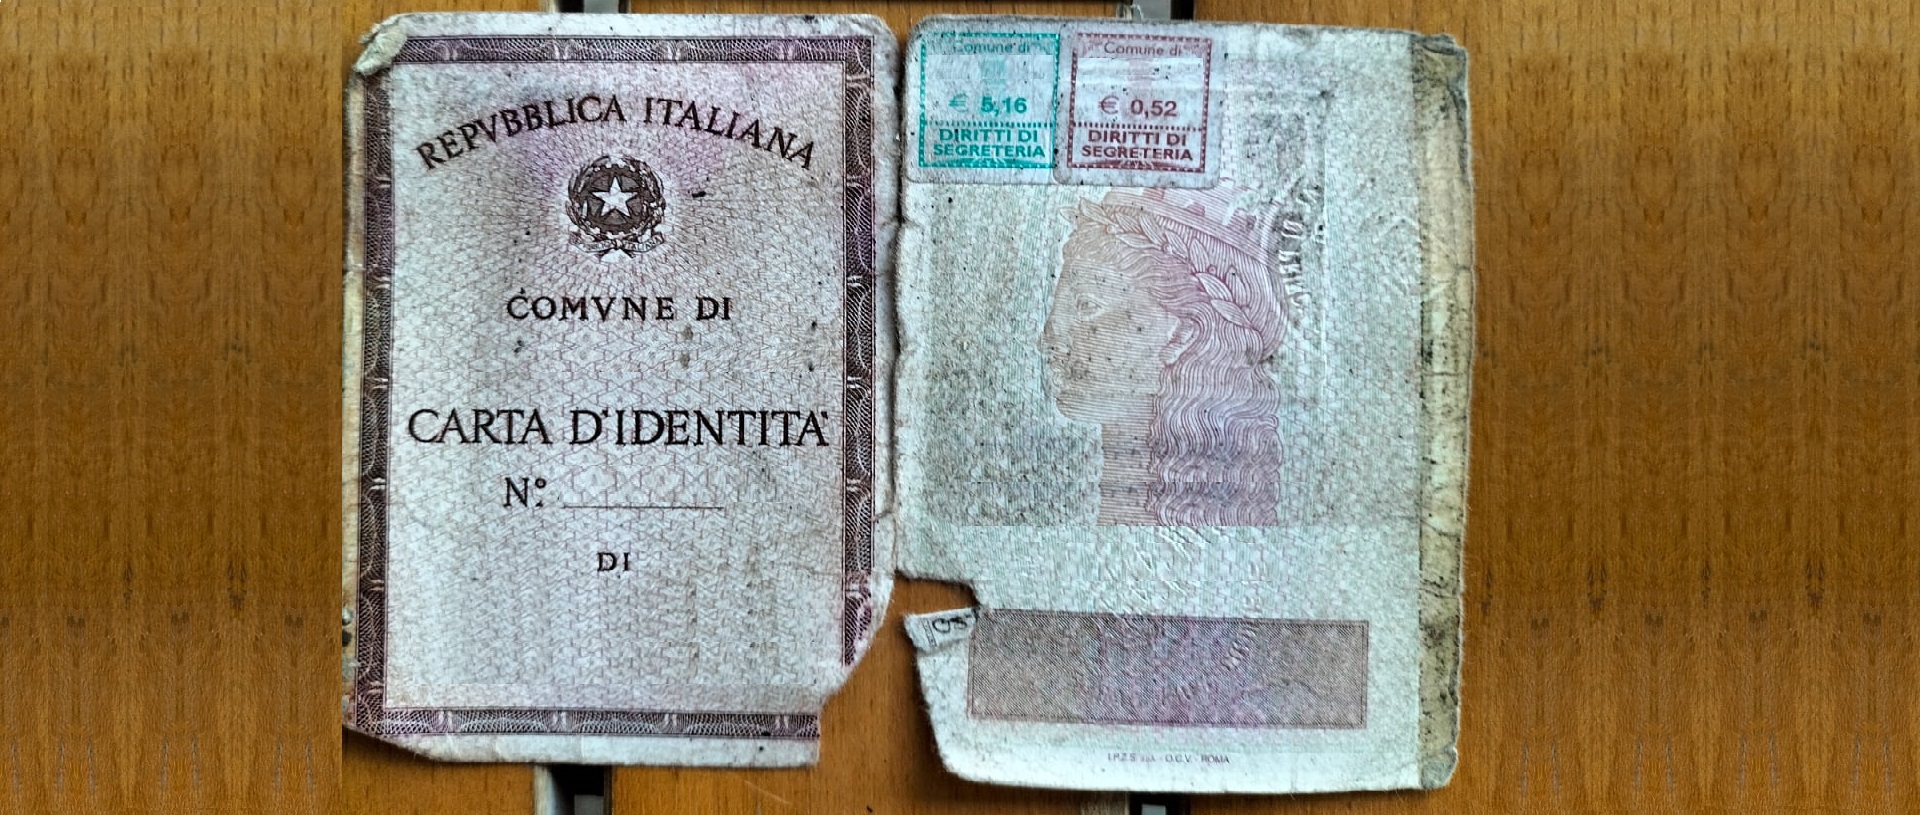 REPVBBLICA ITALIANA
COMVNE DI
CARTA D'IDENTITA'
N°
DI
Comune di
€ 5,16
DIRITTI DI
SEGRETERIA
Comune di
€ 0,52
DIRITTI DI
SEGRETERIA
I.P.Z.S. - O.C.V. - ROMA